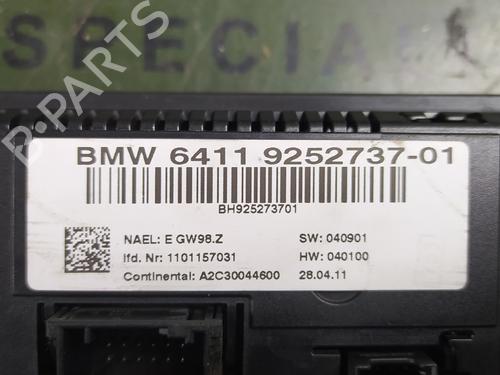 SPECIAL
B-PARTS
BMW 6411 9252737-01
BH925273701
NAEL: E GW98.Z SW: 040901
lfd. Nr: 1101157031 HW: 040100
Continental: A2C30044600 28.04.11